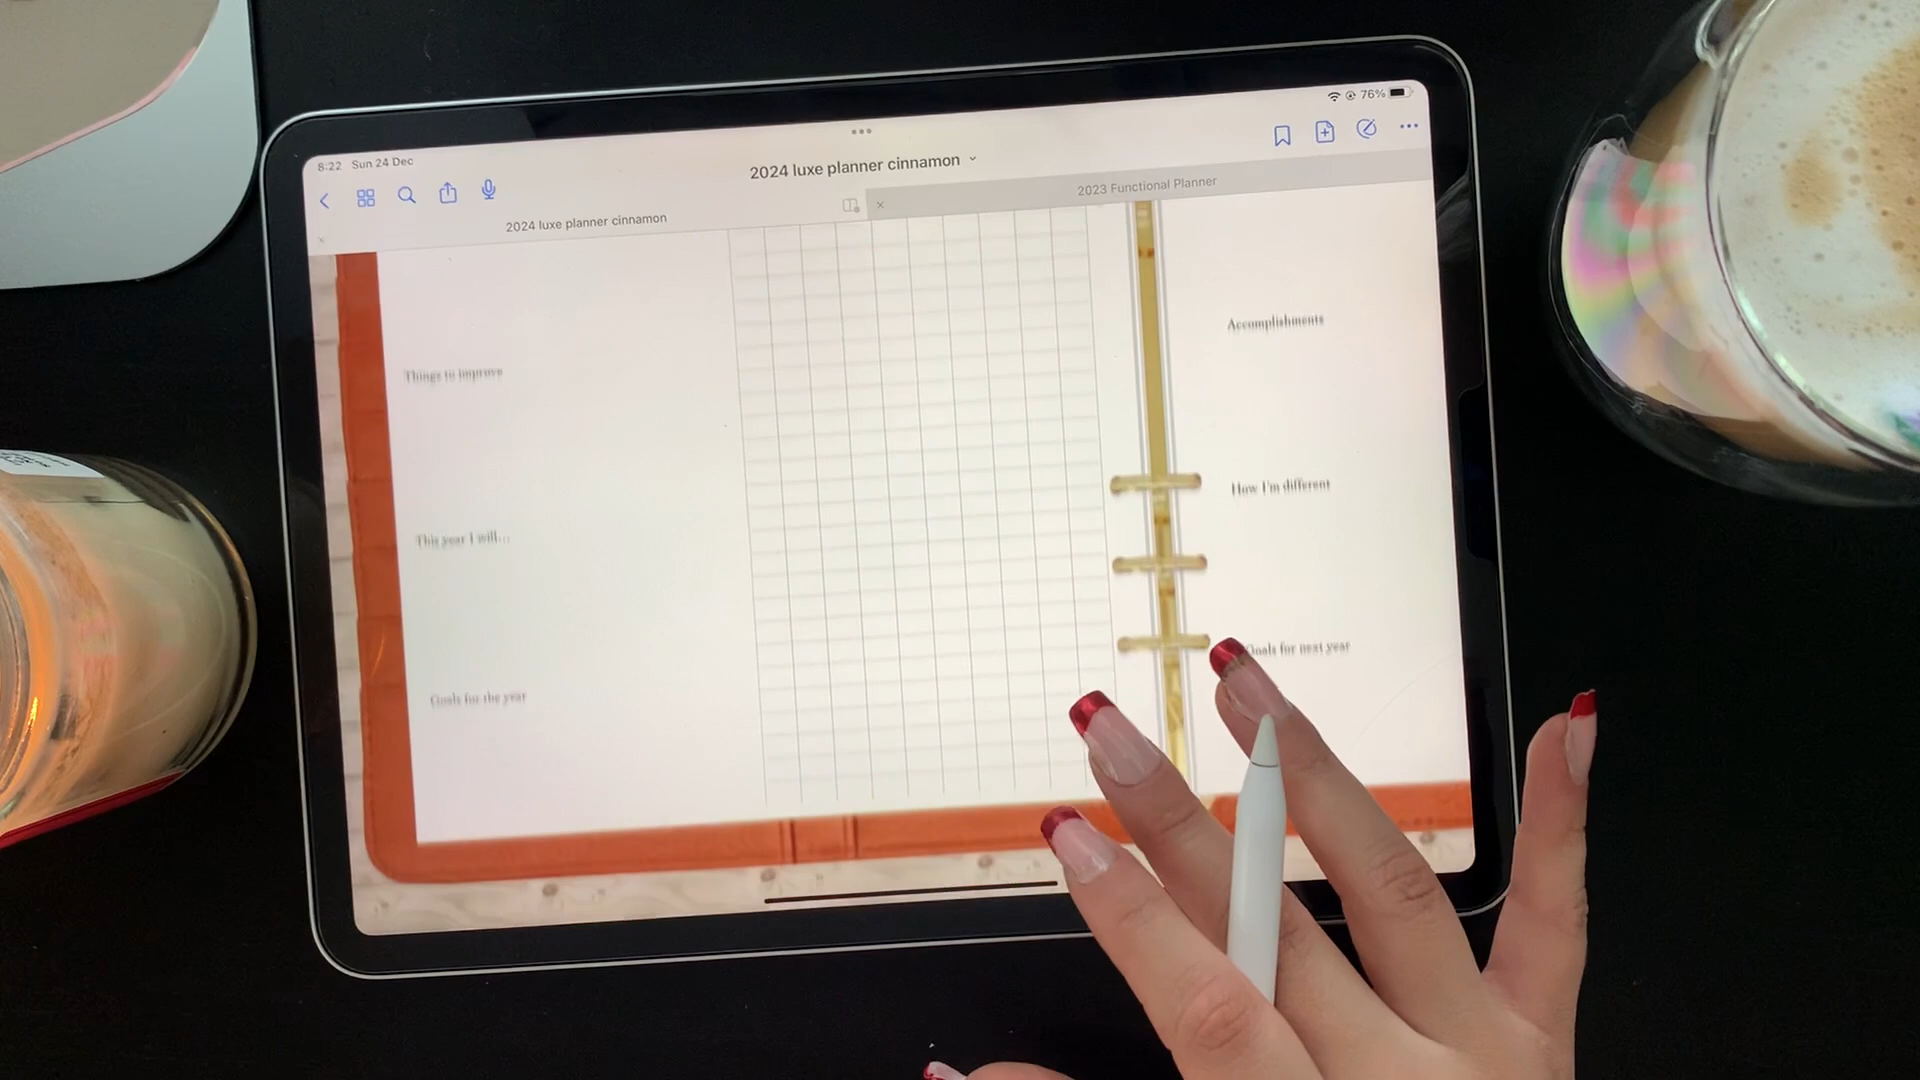 8:22 Sun 24 Dec
76%
2024 luxe planner cinnamon
2024 luxe planner cinnamon
2023 Functional Planner
Things to improve
This year I will...
Goals for the year
Accomplishments
How I'm different
Goals for next year